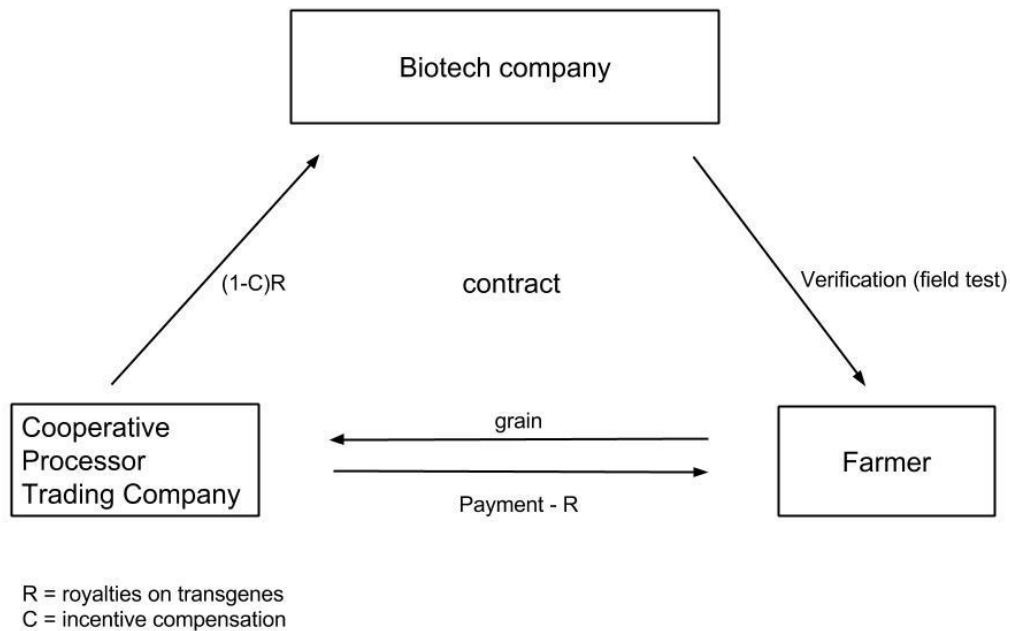 Biotech company
(1-C)R
contract
Verification (field test)
Cooperative
Processor
Trading Company
grain
Payment - R
Farmer
R = royalties on transgenes
C = incentive compensation